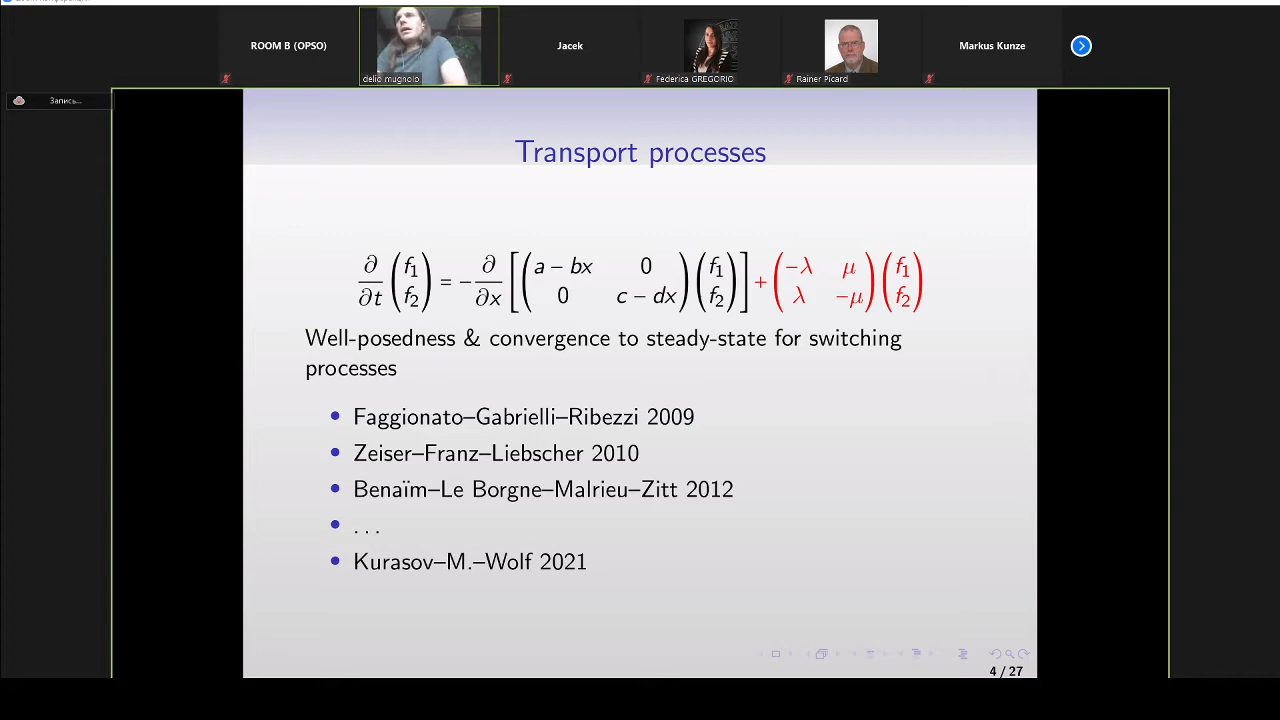 ROOM B (OPSO)
delio mugnolo
Jacek
Federica GREGORIO
Rainer Picard
Markus Kunze
Запись...
Transport processes
∂/∂t (f₁ f₂) = −∂/∂x [(a − bx 0 0 c − dx)(f₁ f₂)] + (−λ μ λ −μ)(f₁ f₂)
Well-posedness & convergence to steady-state for switching
processes
• Faggionato–Gabrielli–Ribezzi 2009
• Zeiser–Franz–Liebscher 2010
• Benaïm–Le Borgne–Malrieu–Zitt 2012
• . . .
• Kurasov–M.–Wolf 2021
4 / 27